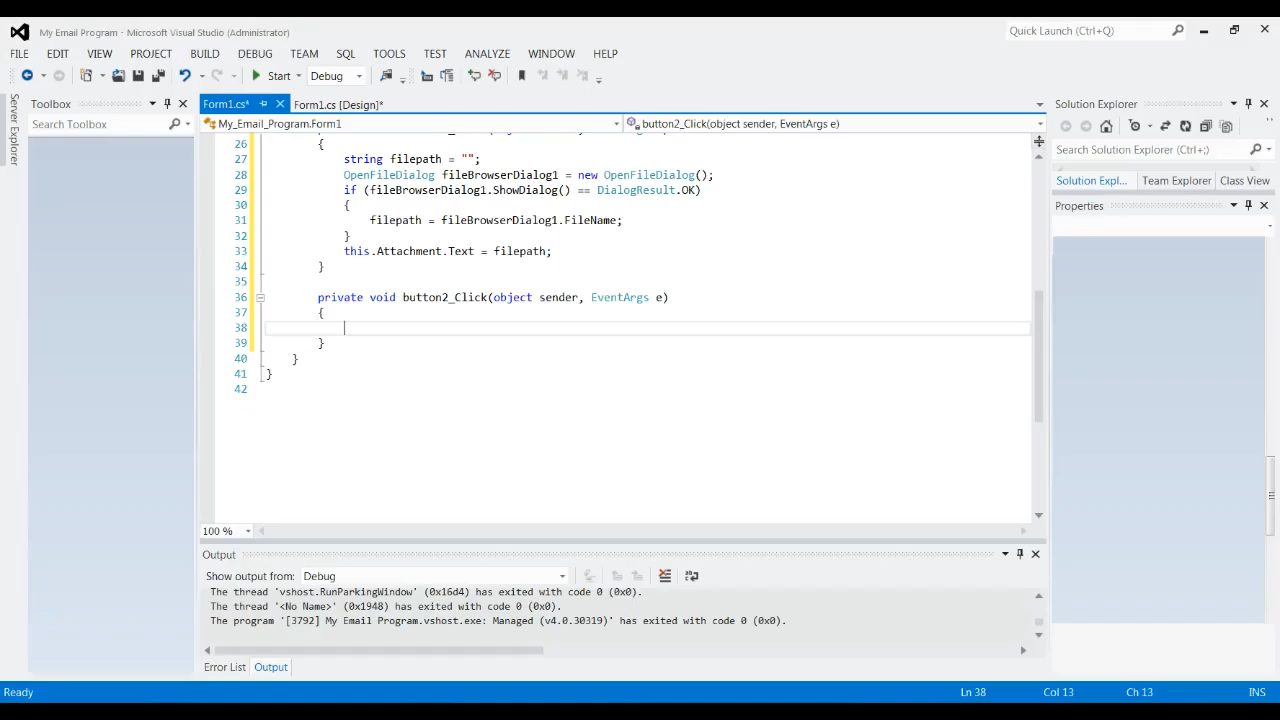 My Email Program - Microsoft Visual Studio (Administrator)
Quick Launch (Ctrl+Q)
FILE EDIT VIEW PROJECT BUILD DEBUG TEAM SQL TOOLS TEST ANALYZE WINDOW HELP
Start Debug
Server Explorer
Toolbox
Search Toolbox
Form1.cs* Form1.cs [Design]*
My_Email_Program.Form1
button2_Click(object sender, EventArgs e)
26 {
27 string filepath = "";
28 OpenFileDialog fileBrowserDialog1 = new OpenFileDialog();
29 if (fileBrowserDialog1.ShowDialog() == DialogResult.OK)
30 {
31 filepath = fileBrowserDialog1.FileName;
32 }
33 this.Attachment.Text = filepath;
34 }
35
36 private void button2_Click(object sender, EventArgs e)
37 {
38
39 }
40 }
41 }
42
100 %
Output
Show output from: Debug
The thread 'vshost.RunParkingWindow' (0x16d4) has exited with code 0 (0x0).
The thread '<No Name>' (0x1948) has exited with code 0 (0x0).
The program '[3792] My Email Program.vshost.exe: Managed (v4.0.30319)' has exited with code 0 (0x0).
Error List Output
Solution Explorer
Search Solution Explorer (Ctrl+;)
Solution Expl... Team Explorer Class View
Properties
Ready Ln 38 Col 13 Ch 13 INS